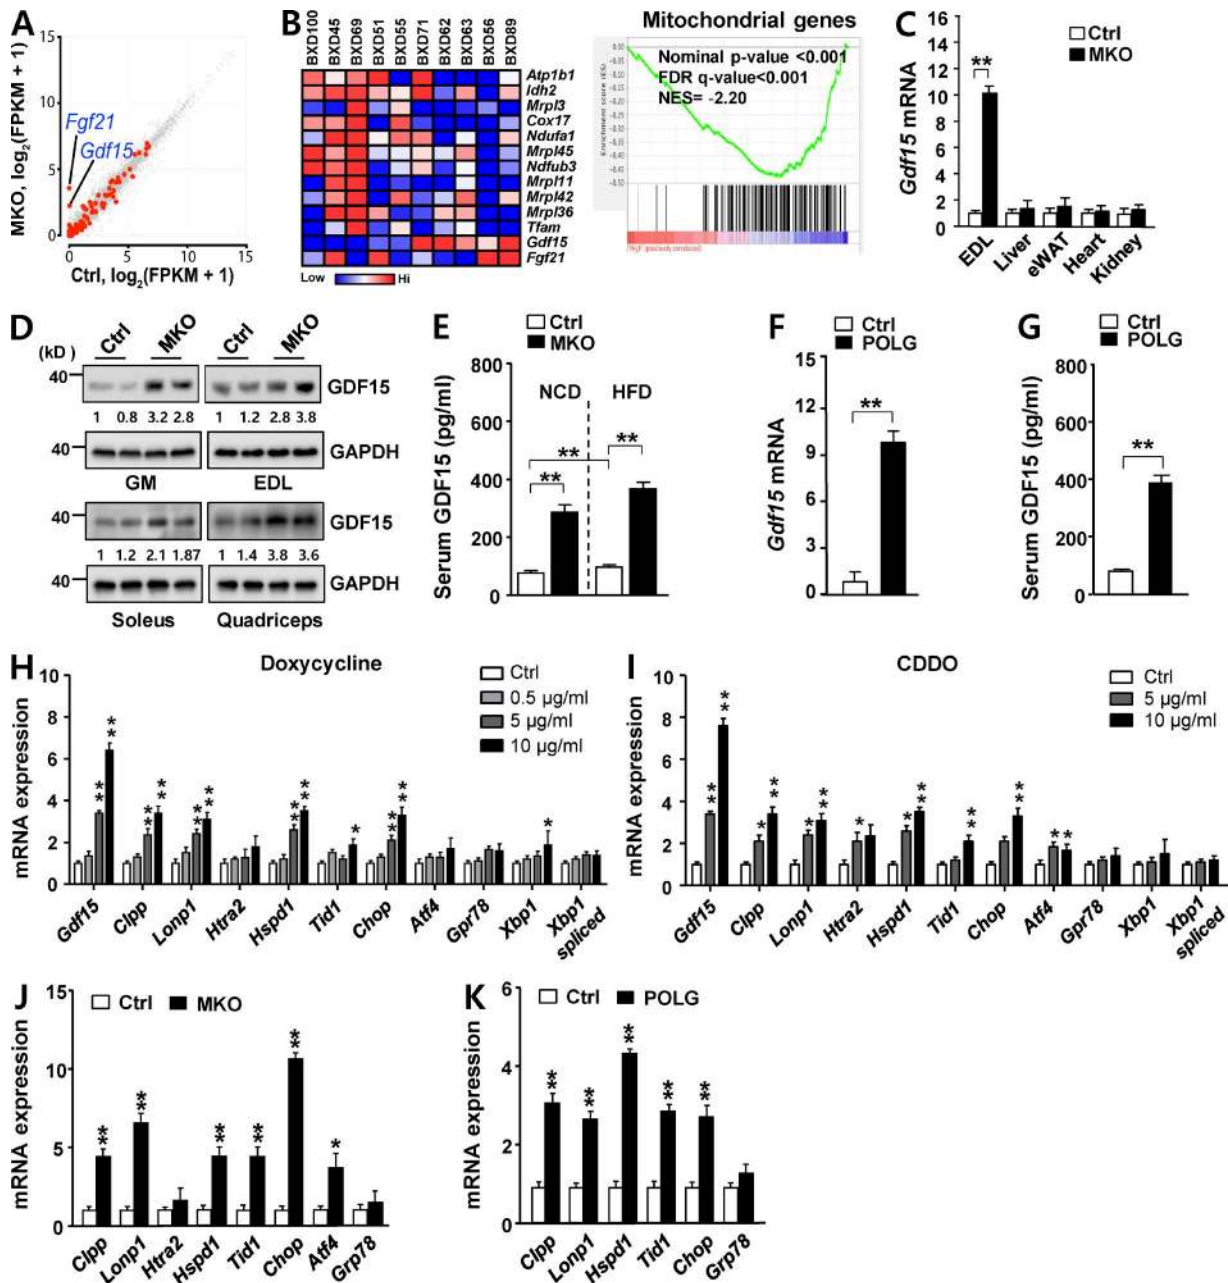 A
MKO, log2(FPKM + 1)
15
10
5
0
Fgf21
Gdf15
0 5 10 15
Ctrl, log2(FPKM + 1)
B
BXD100
BXD45
BXD69
BXD51
BXD55
BXD71
BXD62
BXD63
BXD56
BXD89
Atp1b1
Idh2
Mrpl3
Cox17
Ndufa1
Mrpl45
Ndfub3
Mrpl11
Mrpl42
Mrpl36
Tfam
Gdf15
Fgf21
Low Hi
Mitochondrial genes
Nominal p-value <0.001
FDR q-value<0.001
NES= -2.20
Enrichment score (ES)
C
Ctrl
MKO
Gdf15 mRNA
16
14
12
10
8
6
4
2
0
**
EDL
Liver
eWAT
Heart
Kidney
D
(kD )
Ctrl MKO Ctrl MKO
40
GDF15
1 0.8 3.2 2.8 1 1.2 2.8 3.8
40
GAPDH
GM EDL
40
GDF15
1 1.2 2.1 1.87 1 1.4 3.8 3.6
40
GAPDH
Soleus Quadriceps
E
Ctrl
MKO
Serum GDF15 (pg/ml)
800
600
400
200
0
NCD HFD
**
**
**
F
Ctrl
POLG
Gdf15 mRNA
15
12
9
6
3
0
**
G
Ctrl
POLG
Serum GDF15 (pg/ml)
800
600
400
200
0
**
H
Doxycycline
Ctrl
0.5 µg/ml
5 µg/ml
10 µg/ml
mRNA expression
10
8
6
4
2
0
** ** ** ** ** ** ** ** * ** ** *
Gdf15
Clpp
Lonp1
Htra2
Hspd1
Tid1
Chop
Atf4
Gpr78
Xbp1
Xbp1
spliced
I
CDDO
Ctrl
5 µg/ml
10 µg/ml
mRNA expression
10
8
6
4
2
0
** ** * ** * ** * * ** ** ** * *
Gdf15
Clpp
Lonp1
Htra2
Hspd1
Tid1
Chop
Atf4
Gpr78
Xbp1
Xbp1
spliced
J
Ctrl MKO
mRNA expression
15
10
5
0
** ** ** ** ** *
Clpp
Lonp1
Htra2
Hspd1
Tid1
Chop
Atf4
Grp78
K
Ctrl POLG
mRNA expression
6
4
2
0
** ** ** ** **
Clpp
Lonp1
Hspd1
Tid1
Chop
Grp78